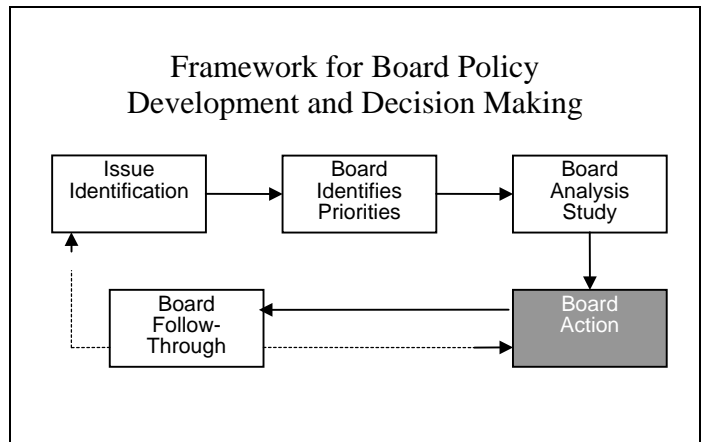 Framework for Board Policy
Development and Decision Making
Issue
Identification
Board
Identifies
Priorities
Board
Analysis
Study
Board
Follow-
Through
Board
Action